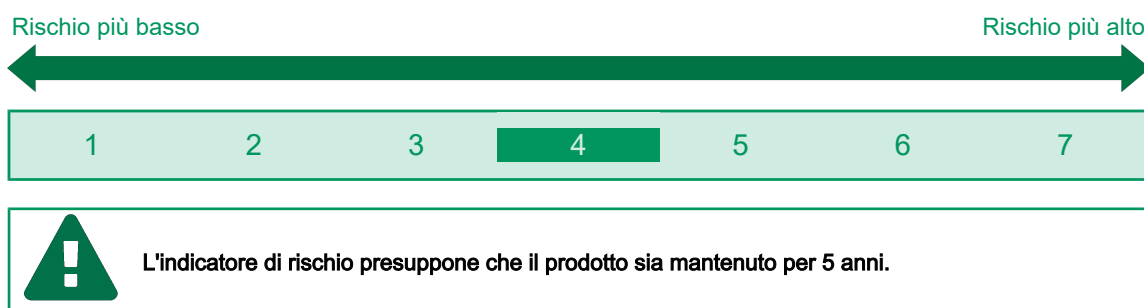 Rischio più basso Rischio più alto
1 2 3 4 5 6 7
L'indicatore di rischio presuppone che il prodotto sia mantenuto per 5 anni.